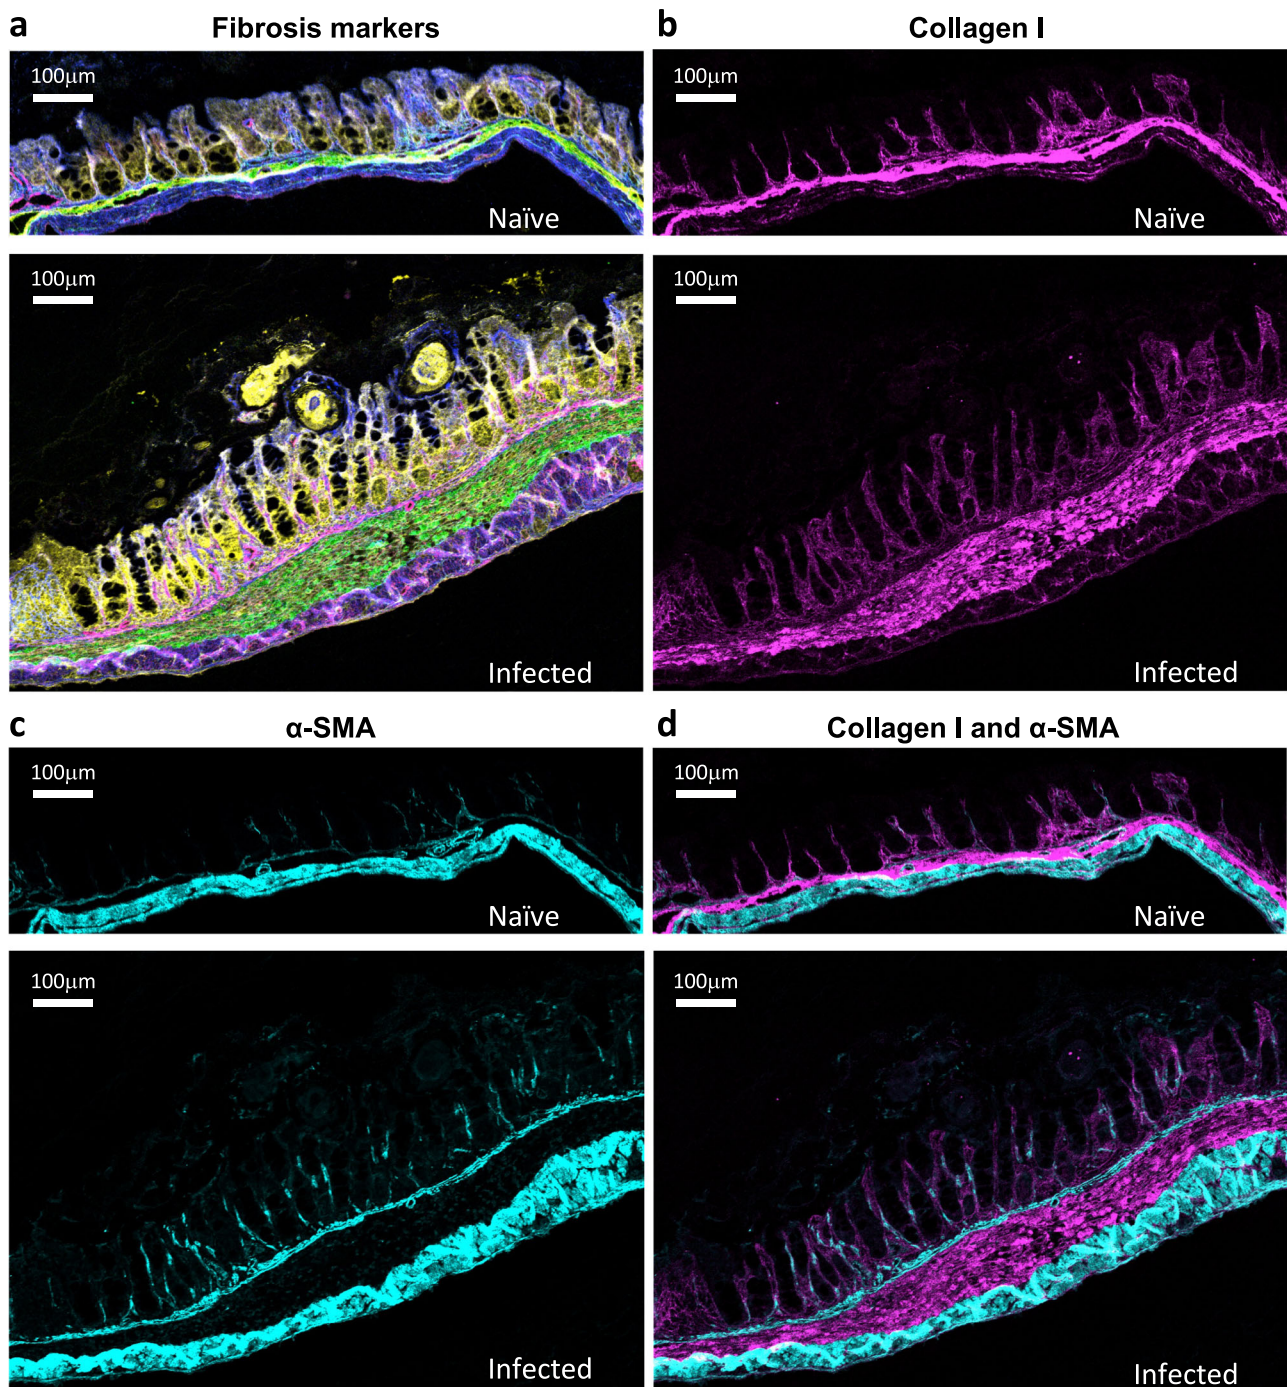 a
Fibrosis markers
100μm
Naïve
100μm
Infected
b
Collagen I
100μm
Naïve
100μm
Infected
c
α-SMA
100μm
Naïve
100μm
Infected
d
Collagen I and α-SMA
100μm
Naïve
100μm
Infected